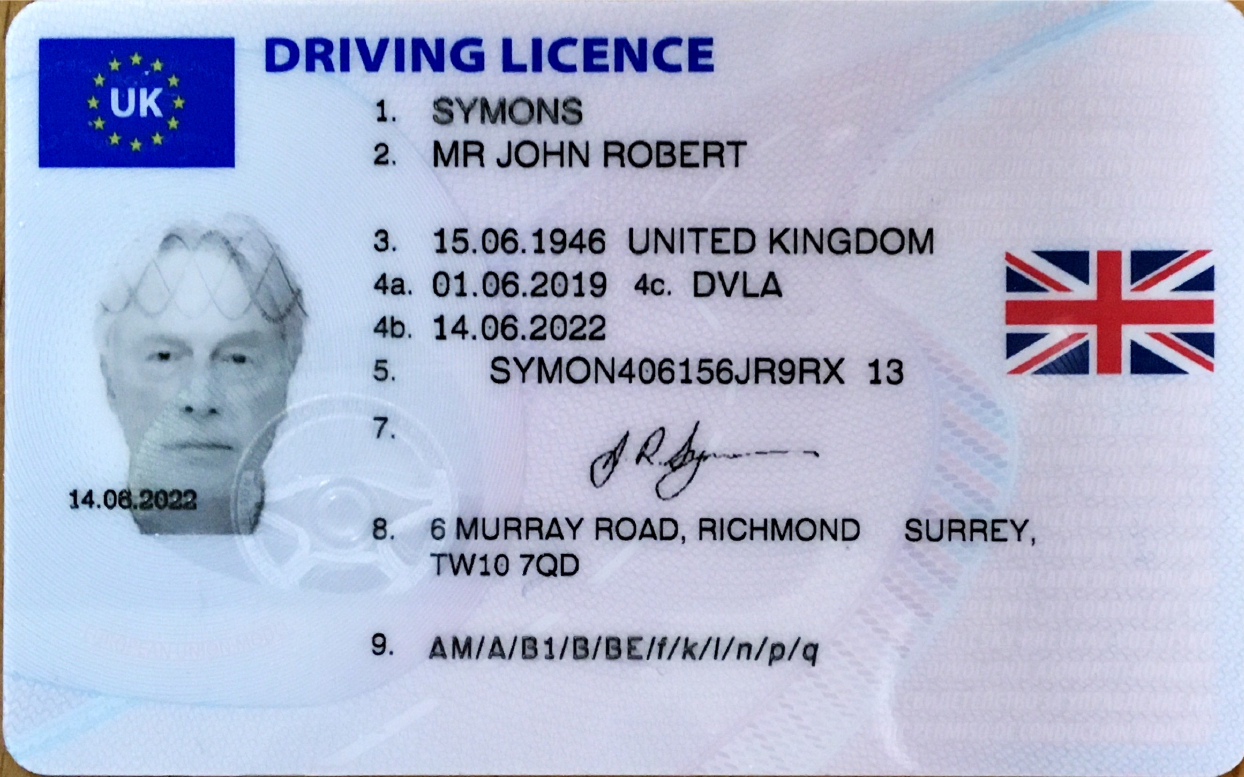 UK
DRIVING LICENCE
1. SYMONS
2. MR JOHN ROBERT
3. 15.06.1946 UNITED KINGDOM
4a. 01.06.2019 4c. DVLA
4b. 14.06.2022
5. SYMON406156JR9RX 13
7. J R Symons
14.06.2022
8. 6 MURRAY ROAD, RICHMOND SURREY,
TW10 7QD
9. AM/A/B1/B/BE/f/k/l/n/p/q